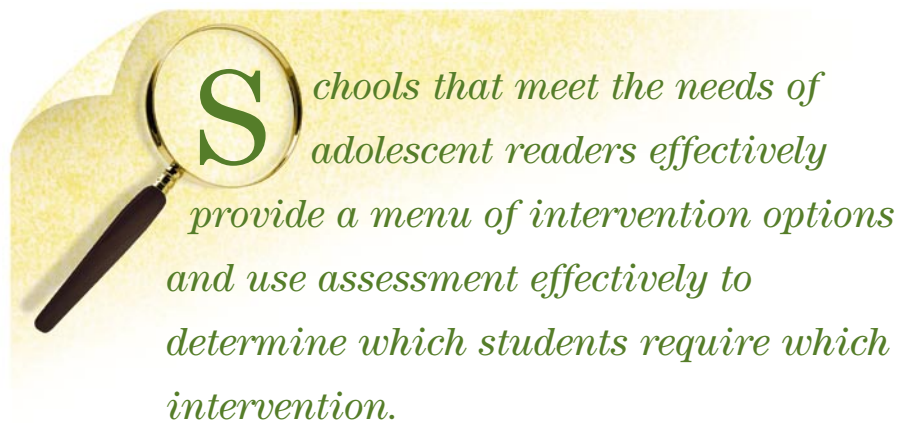 Schools that meet the needs of
adolescent readers effectively
provide a menu of intervention options
and use assessment effectively to
determine which students require which
intervention.